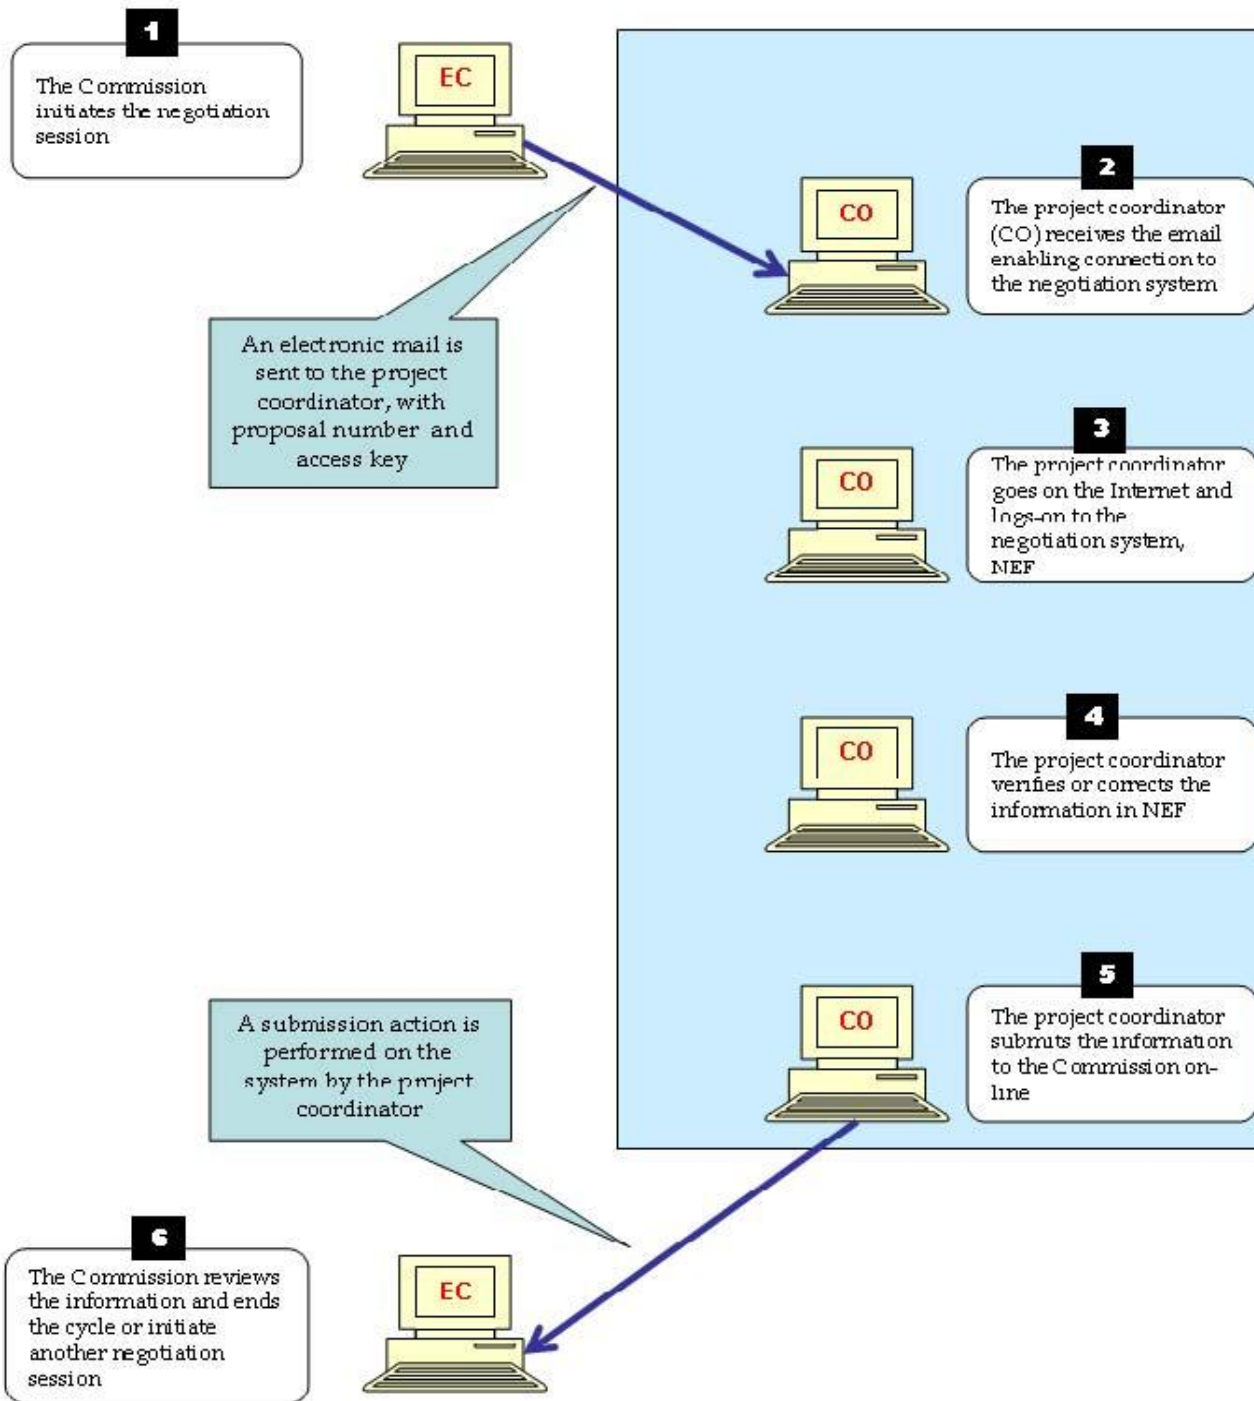 1
The Commission
initiates the negotiation
session
EC
2
The project coordinator
(CO) receives the email
enabling connection to
the negotiation system
CO
An electronic mail is
sent to the project
coordinator, with
proposal number and
access key
3
The project coordinator
goes on the Internet and
logs-on to the
negotiation system,
NEF
CO
4
The project coordinator
verifies or corrects the
information in NEF
CO
5
The project coordinator
submits the information
to the Commission on-
line
CO
A submission action is
performed on the
system by the project
coordinator
6
The Commission reviews
the information and ends
the cycle or initiate
another negotiation
session
EC